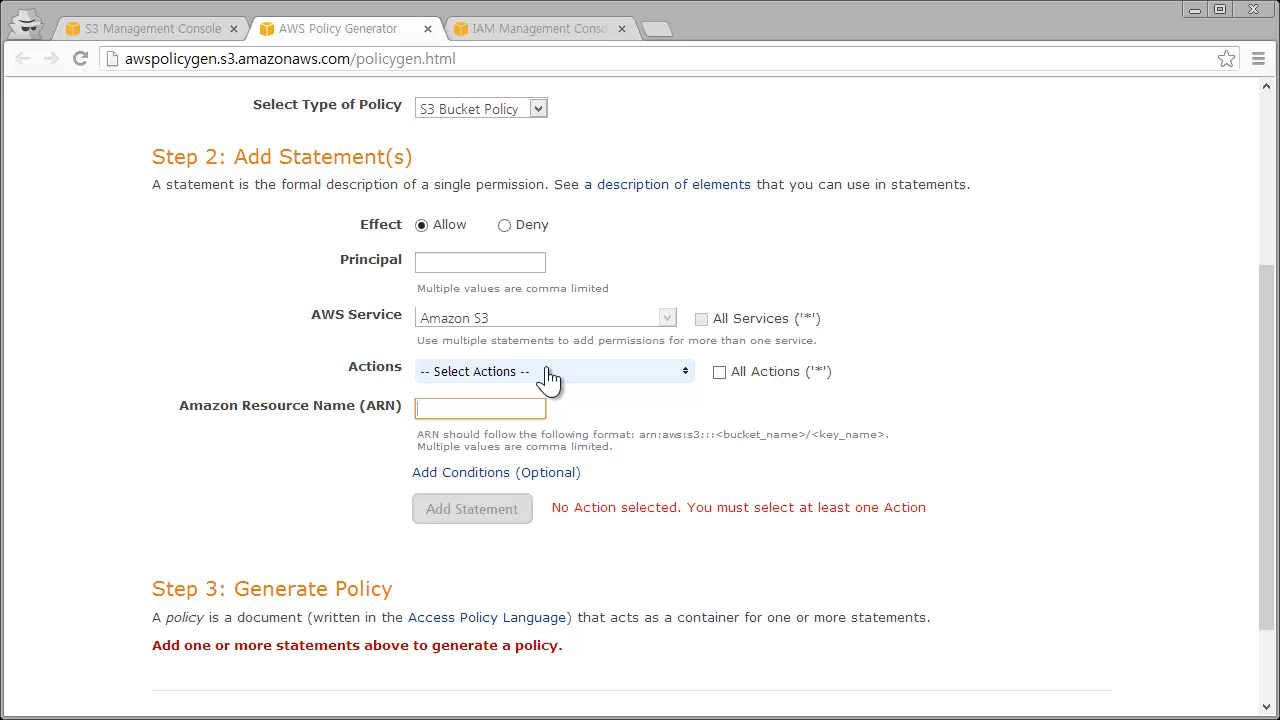 S3 Management Console
AWS Policy Generator
IAM Management Conso
awspolicygen.s3.amazonaws.com/policygen.html
Select Type of Policy
S3 Bucket Policy
Step 2: Add Statement(s)
A statement is the formal description of a single permission. See a description of elements that you can use in statements.
Effect
Allow
Deny
Principal
Multiple values are comma limited
AWS Service
Amazon S3
All Services ('*')
Use multiple statements to add permissions for more than one service.
Actions
-- Select Actions --
All Actions ('*')
Amazon Resource Name (ARN)
ARN should follow the following format: arn:aws:s3:::<bucket_name>/<key_name>.
Multiple values are comma limited.
Add Conditions (Optional)
Add Statement
No Action selected. You must select at least one Action
Step 3: Generate Policy
A policy is a document (written in the Access Policy Language) that acts as a container for one or more statements.
Add one or more statements above to generate a policy.